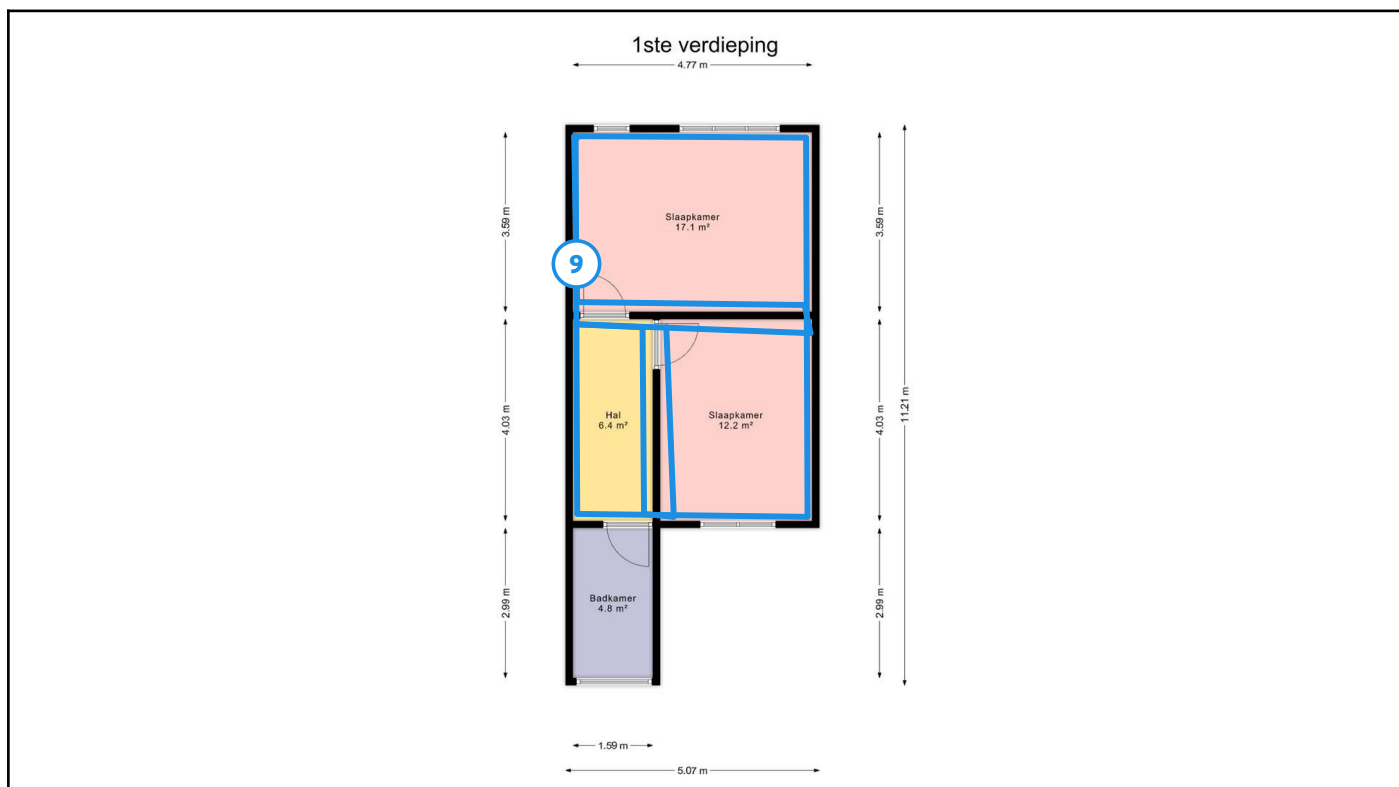 1ste verdieping
4.77 m
3.59 m
Slaapkamer
17.1 m²
3.59 m
9
4.03 m
Hal
6.4 m²
Slaapkamer
12.2 m²
4.03 m
11.21 m
2.99 m
Badkamer
4.8 m²
2.99 m
1.59 m
5.07 m